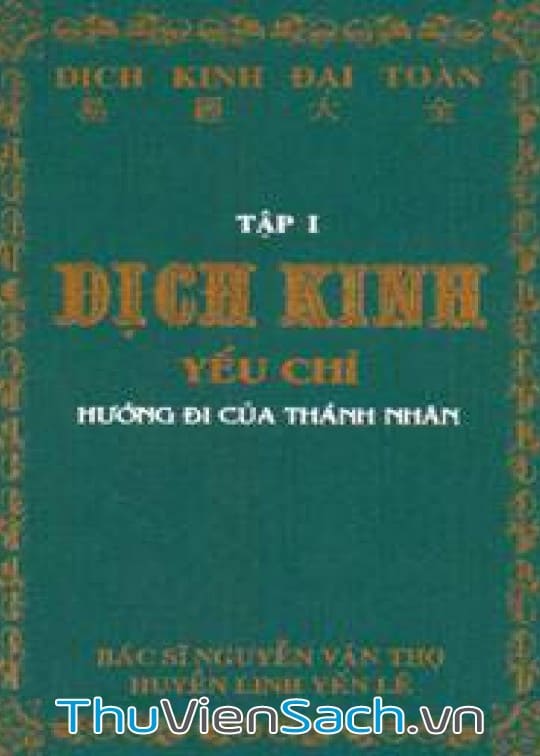 DỊCH KINH ĐẠI TOÀN
易 經 大 全
TẬP I
DỊCH KINH
YẾU CHỈ
HƯỚNG ĐI CỦA THÁNH NHÂN
BÁC SĨ NGUYỄN VĂN THỌ
HUYỀN LINH YẾN LÊ
ThuVienSach.vn